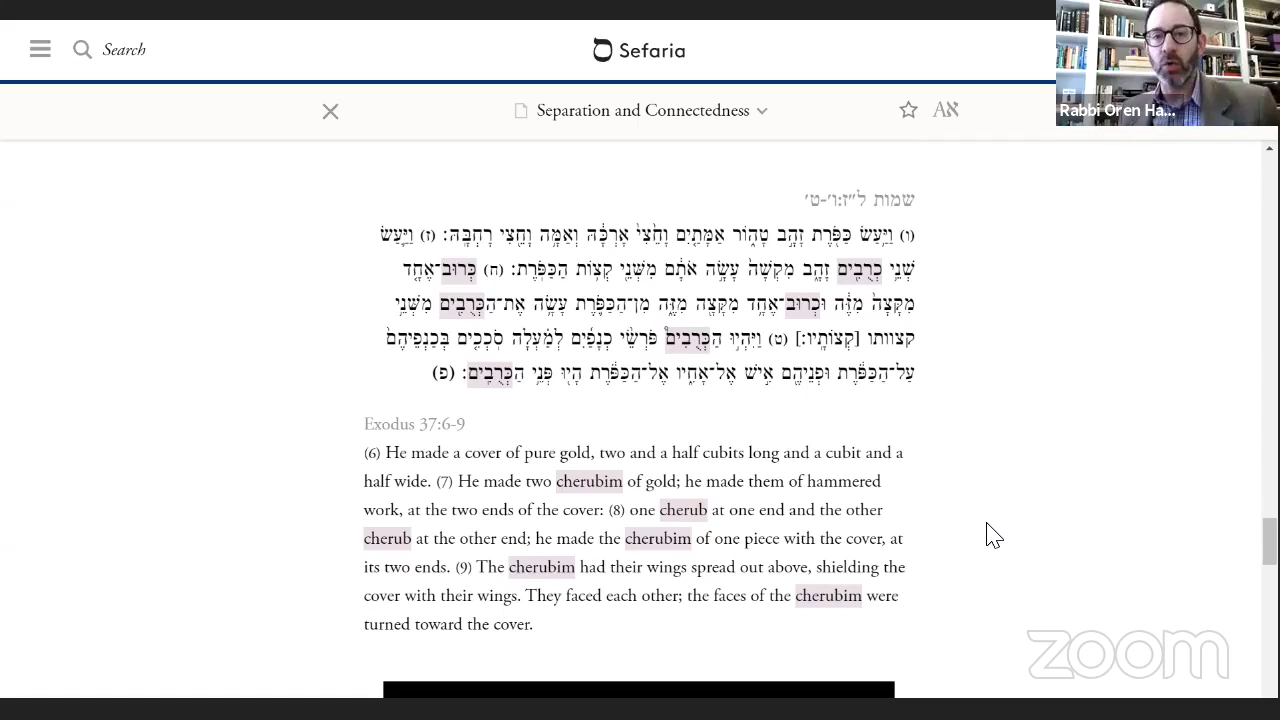 Search
Sefaria
Separation and Connectedness
Aא
Rabbi Oren Ha...
שמות ל״ז:ו׳-ט׳
(ו) וַיַּ֥עַשׂ כַּפֹּ֖רֶת זָהָ֣ב טָה֑וֹר אַמָּתַ֤יִם וָחֵ֙צִי֙ אׇרְכָּ֔הּ וְאַמָּ֥ה וָחֵ֖צִי רׇחְבָּֽהּ׃ (ז) וַיַּ֛עַשׂ
שְׁנֵ֥י כְרֻבִ֖ים זָהָ֑ב מִקְשָׁה֙ עָשָׂ֣ה אֹתָ֔ם מִשְּׁנֵ֖י קְצ֥וֹת הַכַּפֹּֽרֶת׃ (ח) כְּרוּב־אֶחָ֤ד
מִקָּצָה֙ מִזֶּ֔ה וּכְרוּב־אֶחָ֥ד מִקָּצָ֖ה מִזֶּ֑ה מִן־הַכַּפֹּ֛רֶת עָשָׂ֥ה אֶת־הַכְּרֻבִ֖ים מִשְּׁנֵ֥י
קצוותו [קְצוֹתָֽיו׃] (ט) וַיִּהְי֣וּ הַכְּרֻבִים֩ פֹּרְשֵׂ֨י כְנָפַ֜יִם לְמַ֗עְלָה סֹֽכְכִ֤ים בְּכַנְפֵיהֶם֙
עַל־הַכַּפֹּ֔רֶת וּפְנֵיהֶ֖ם אִ֣ישׁ אֶל־אָחִ֑יו אֶל־הַכַּפֹּ֔רֶת הָי֖וּ פְּנֵ֥י הַכְּרֻבִֽים׃ (פ)
Exodus 37:6-9
(6) He made a cover of pure gold, two and a half cubits long and a cubit and a
half wide. (7) He made two cherubim of gold; he made them of hammered
work, at the two ends of the cover: (8) one cherub at one end and the other
cherub at the other end; he made the cherubim of one piece with the cover, at
its two ends. (9) The cherubim had their wings spread out above, shielding the
cover with their wings. They faced each other; the faces of the cherubim were
turned toward the cover.
zoom